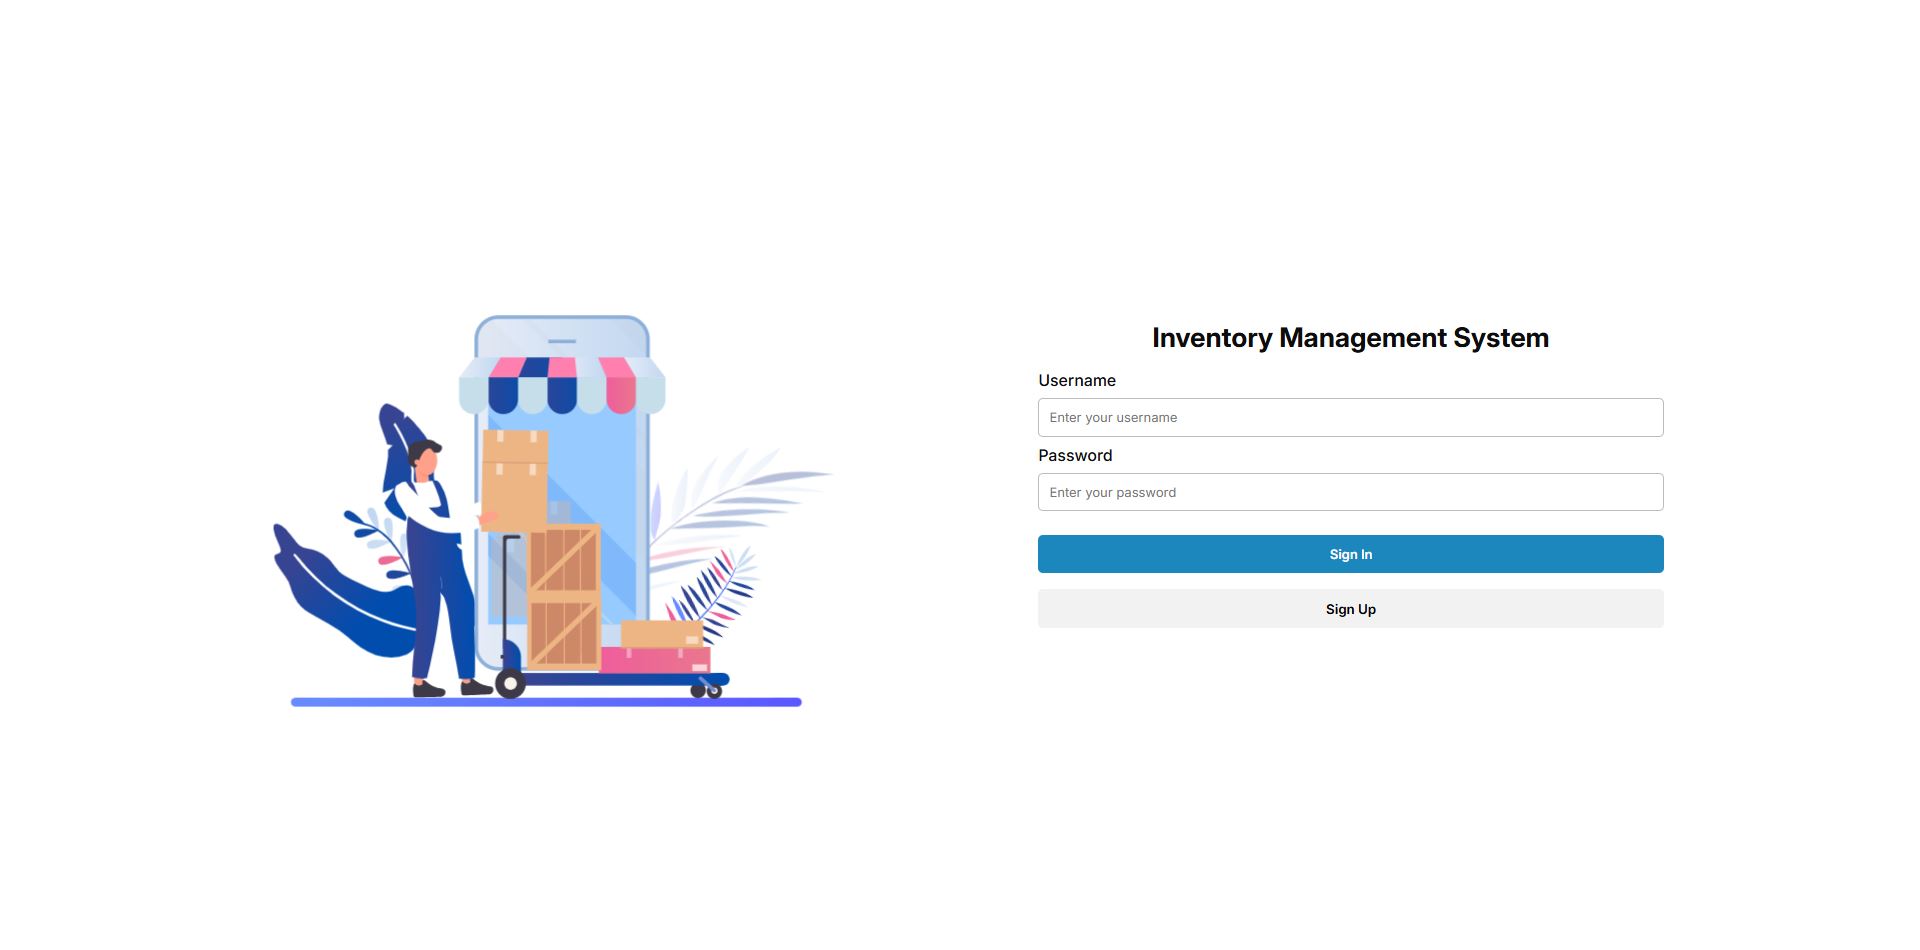 Inventory Management System
Username
Enter your username
Password
Enter your password
Sign In
Sign Up